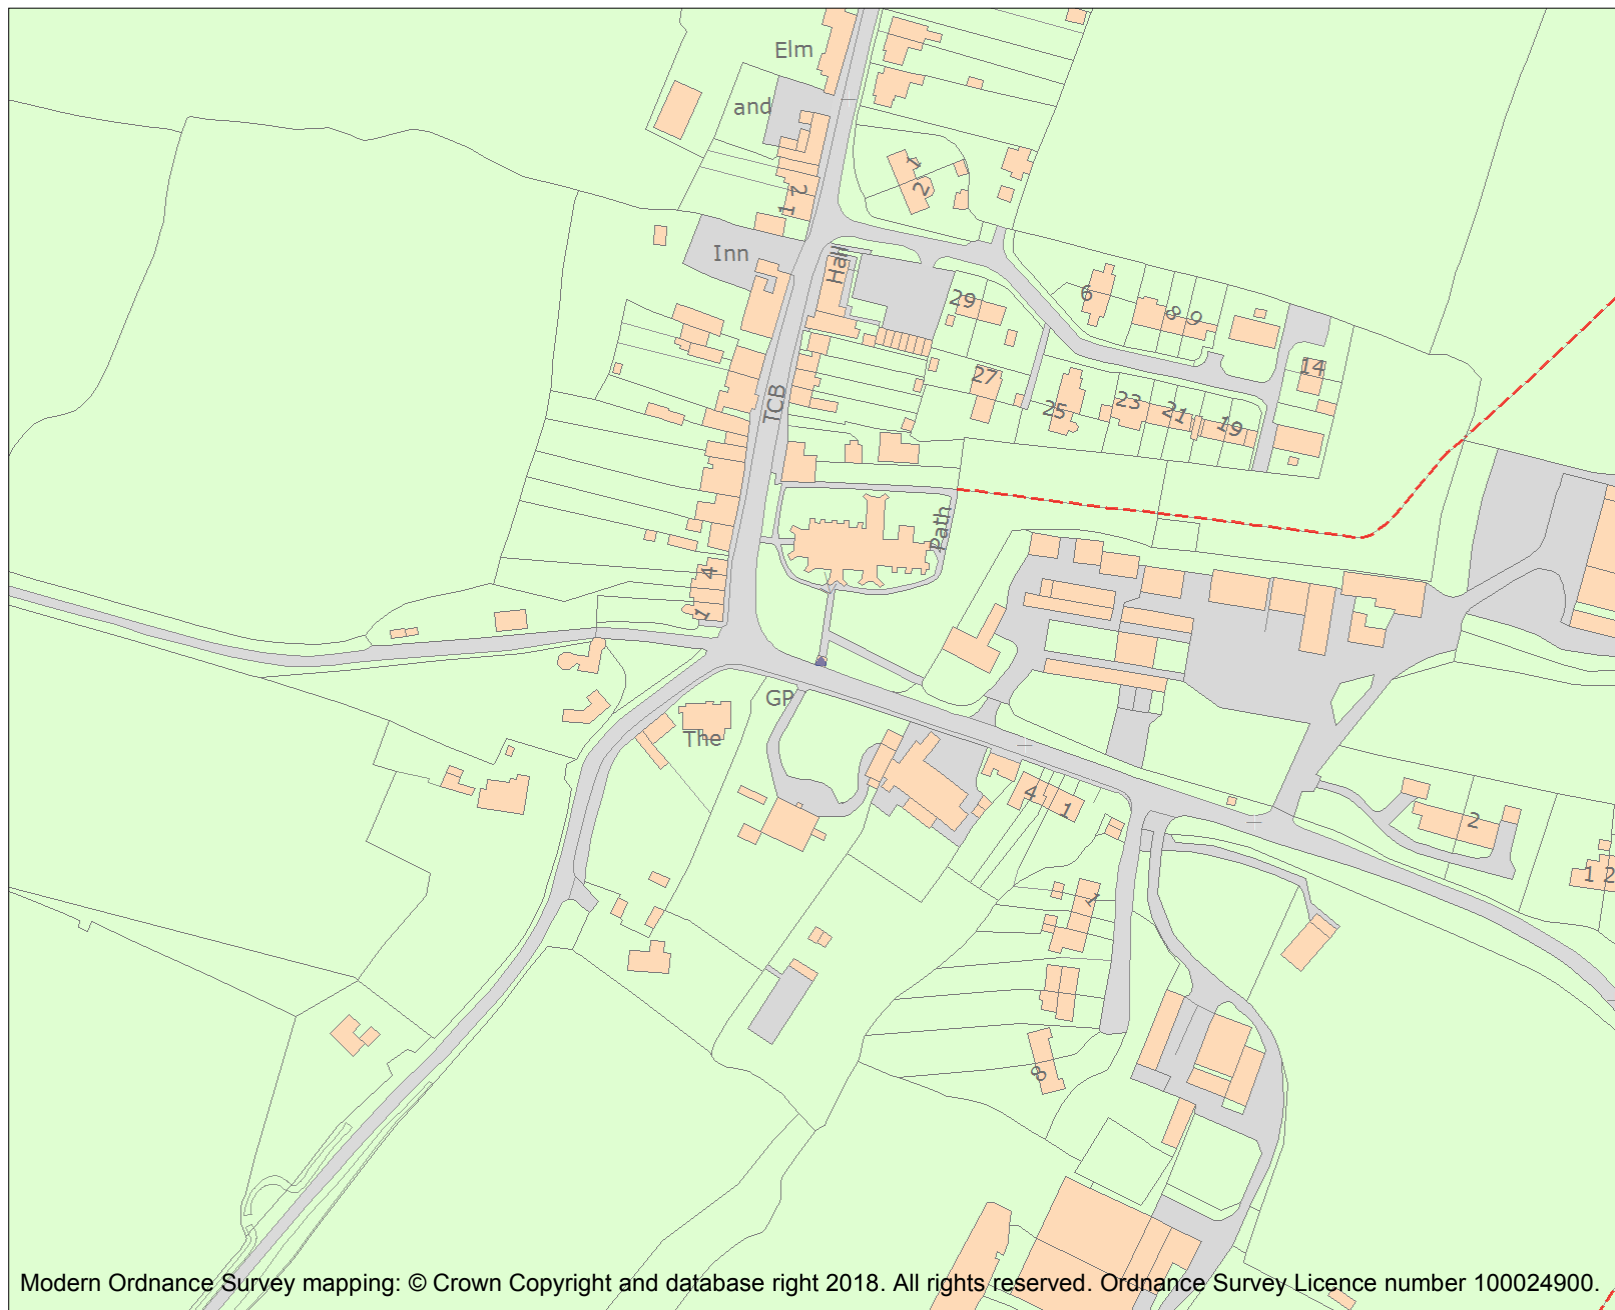 Elm
and
1 2
1
2
Inn
Hall
6
8 9
29
14
27
25
23
21
19
TCB
Path
4
1
GP
The
4
1
2
1 2
1
8
Modern Ordnance Survey mapping: © Crown Copyright and database right 2018. All rights reserved. Ordnance Survey Licence number 100024900.